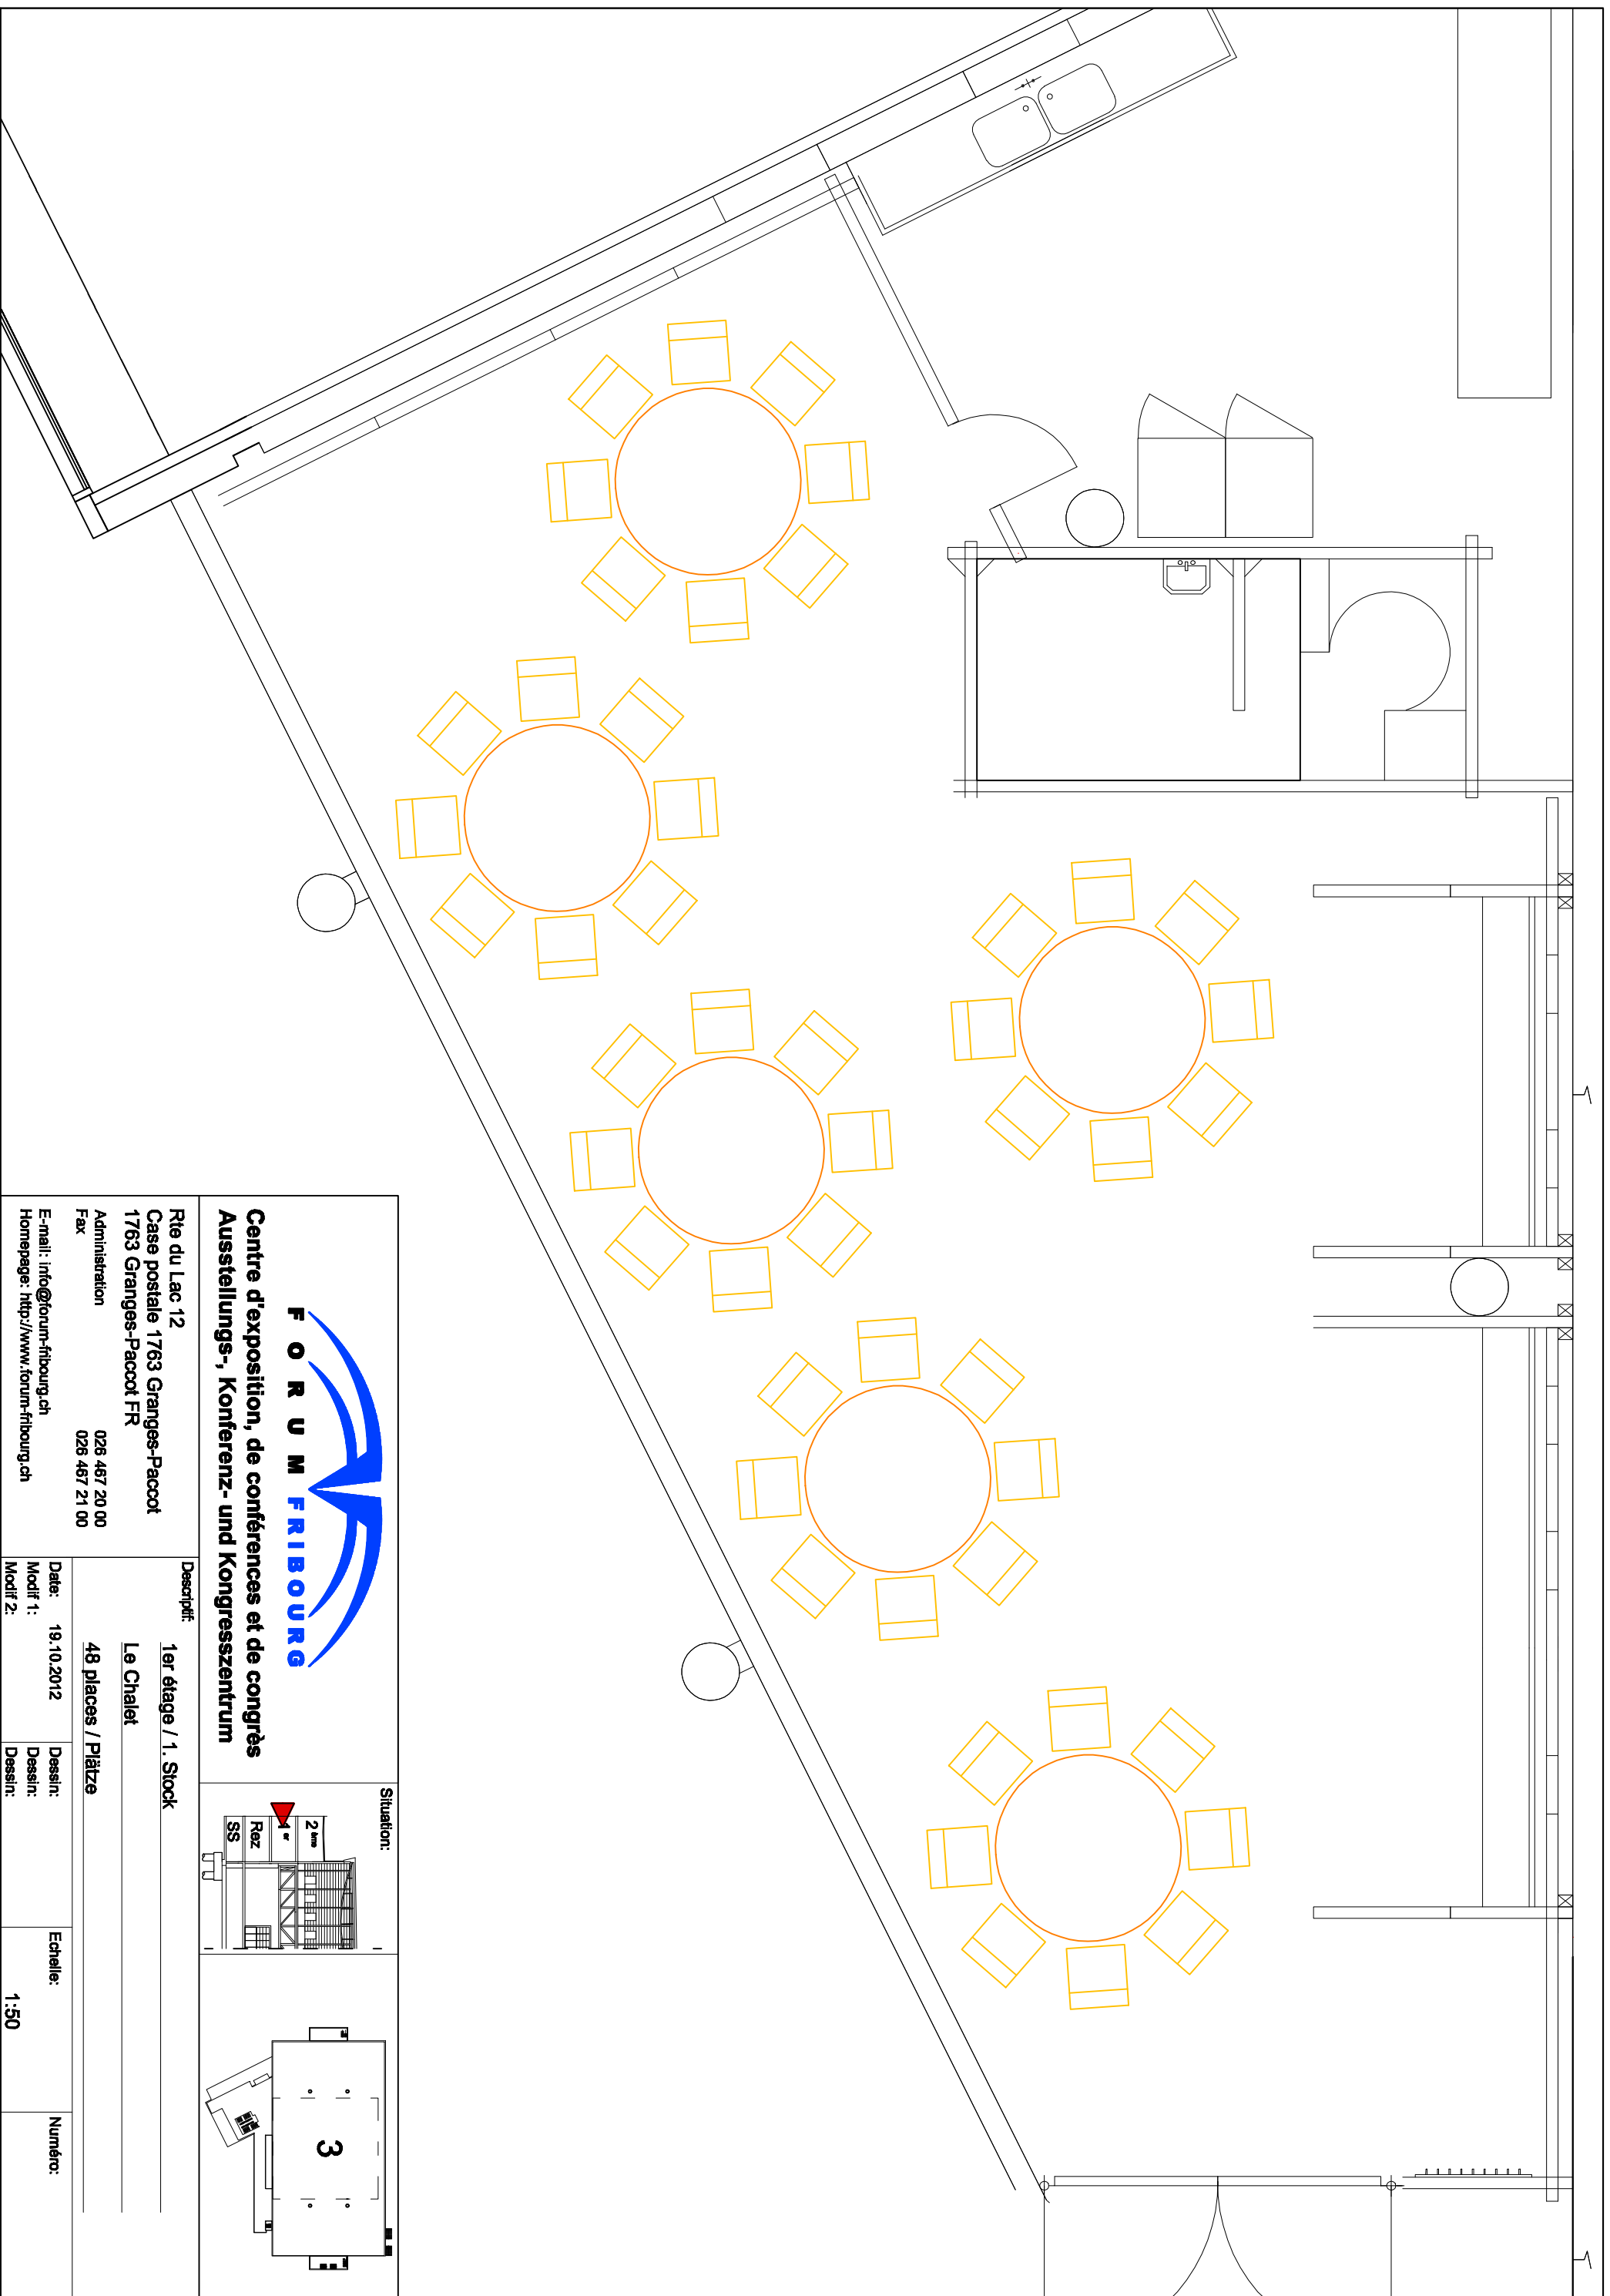 FORUM FRIBOURG
Centre d'exposition, de conférences et de congrès
Ausstellungs-, Konferenz- und Kongresszentrum
Rte du Lac 12
Case postale 1763 Granges-Paccot
1763 Granges-Paccot FR
Administration 026 467 20 00
Fax 026 467 21 00
E-mail: info@forum-fribourg.ch
Homepage: http://www.forum-fribourg.ch
Situation:
2ème
1er
Rez
SS
3
Descriptif:
1er étage / 1. Stock
Le Chalet
48 places / Plätze
Date: 19.10.2012 Dessin:
Modif 1: Dessin:
Modif 2: Dessin:
Echelle:
1:50
Numéro: